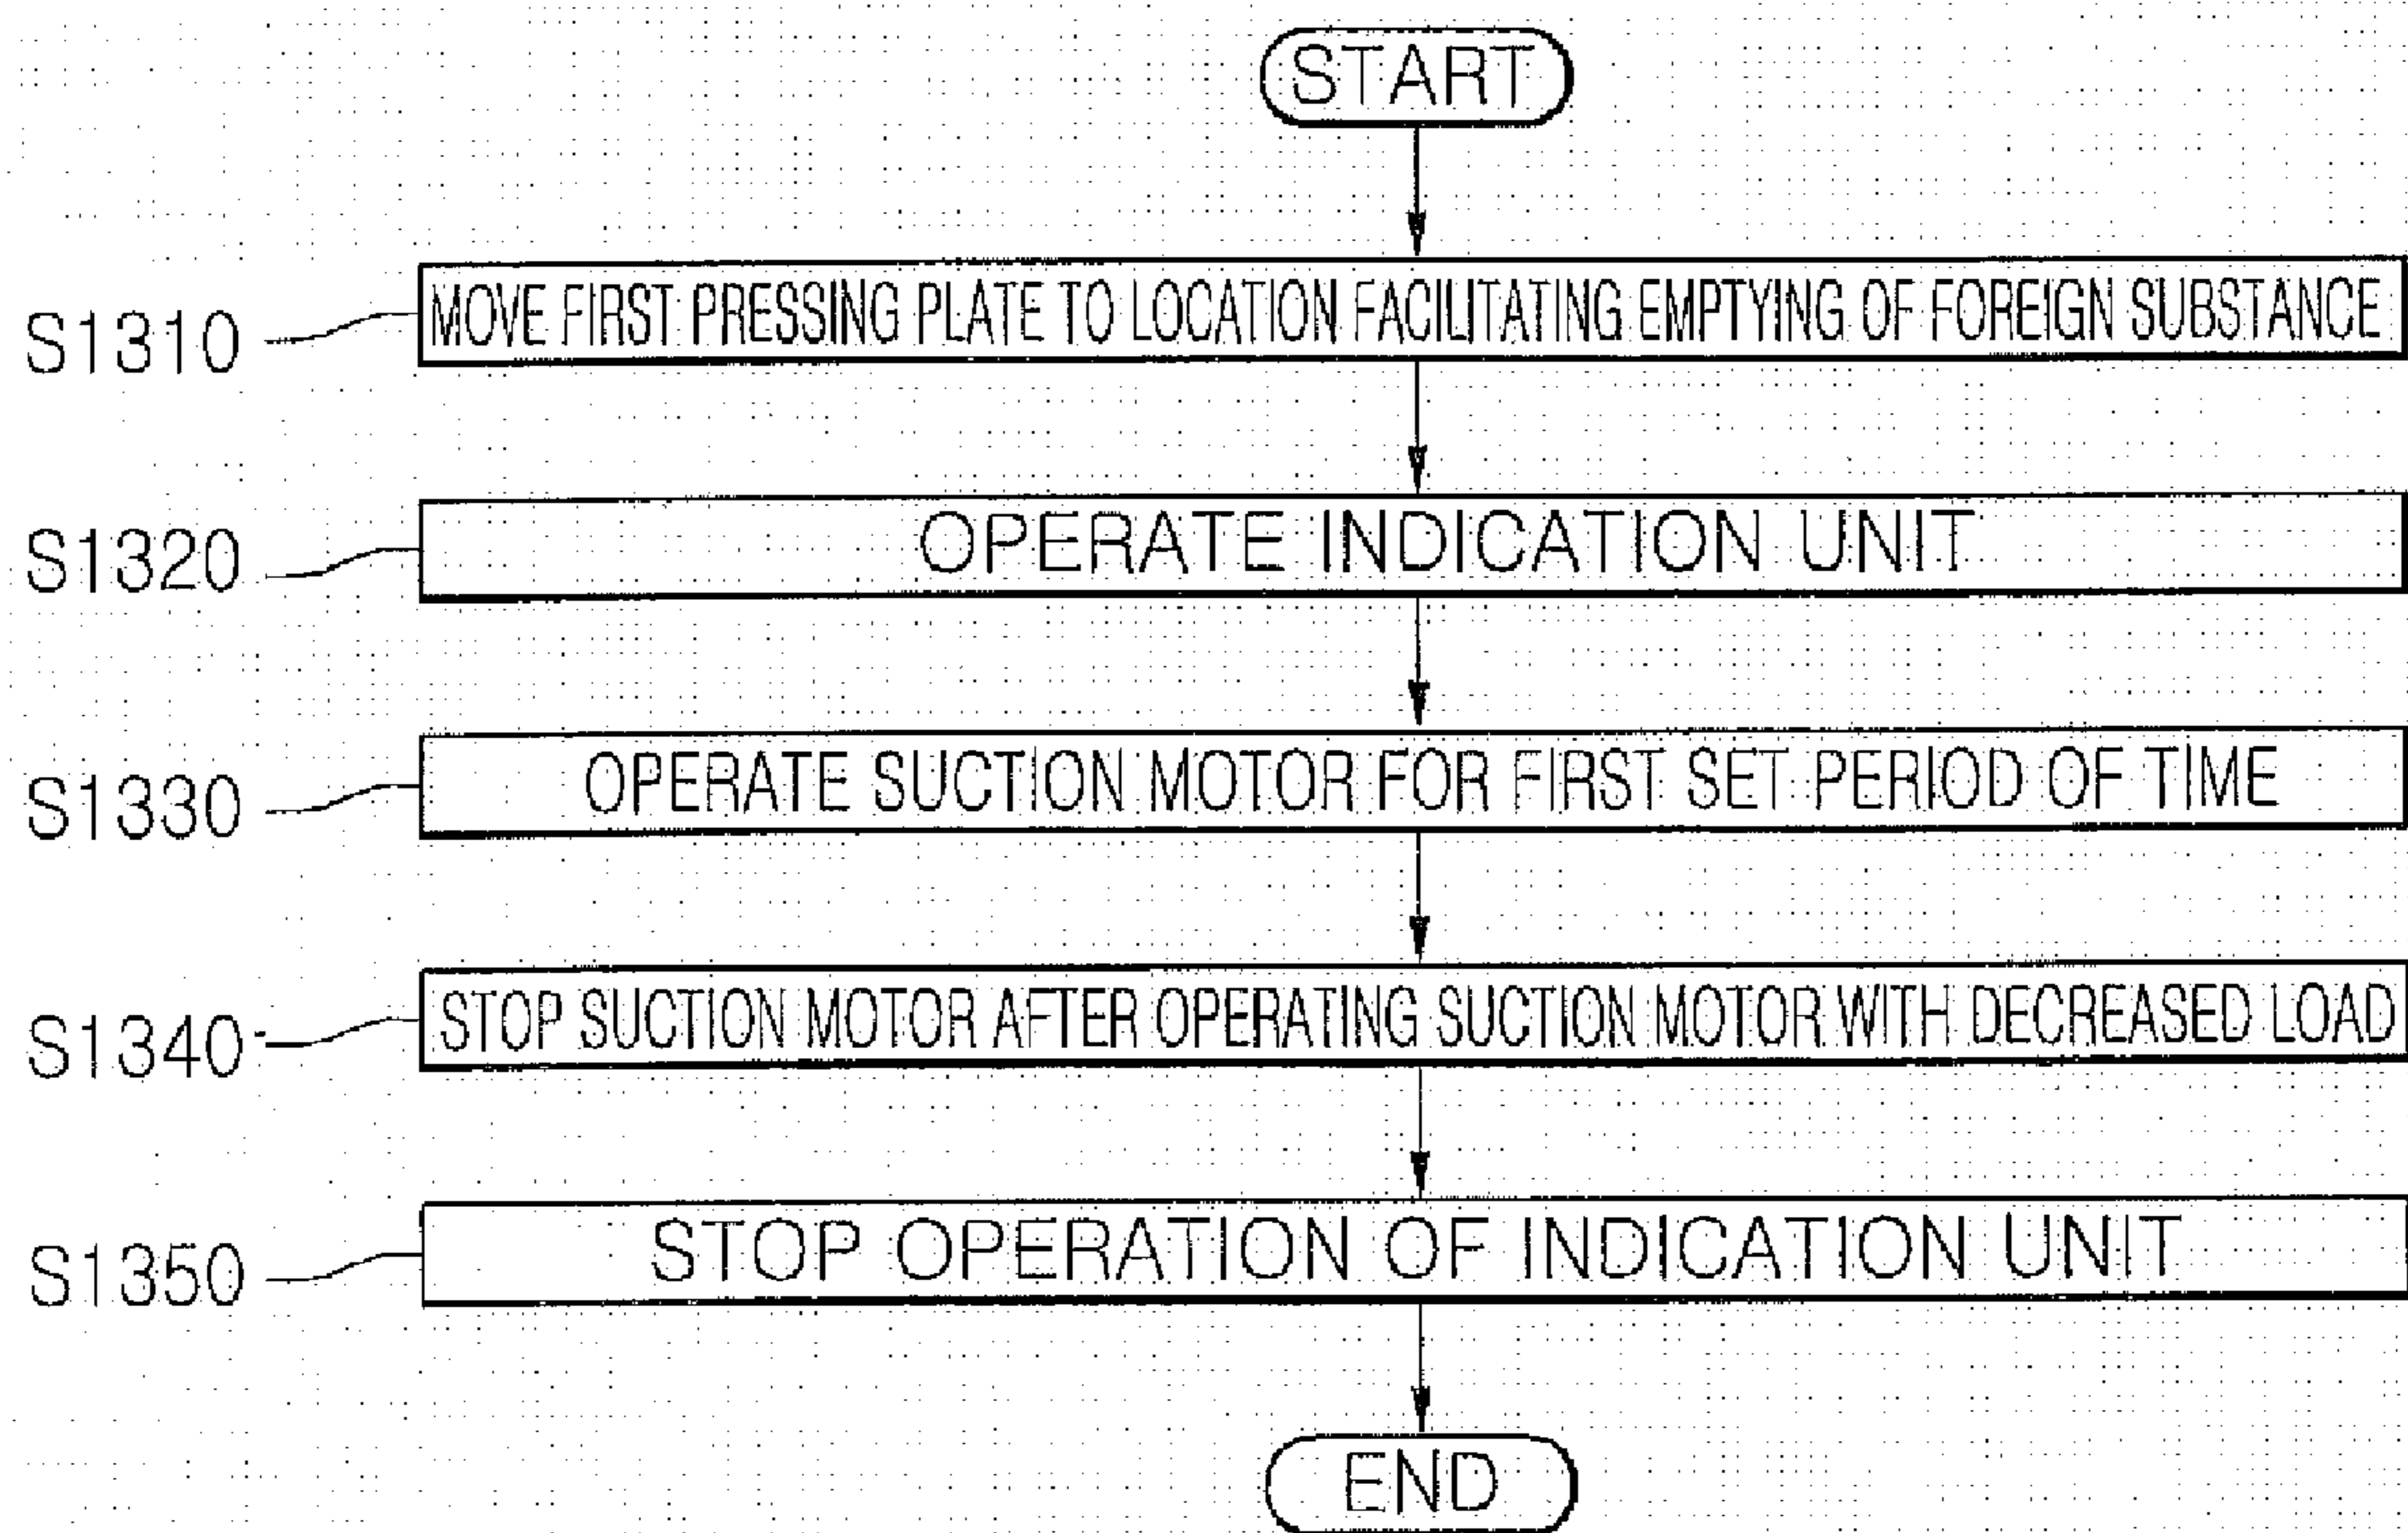 START
S1310
MOVE FIRST PRESSING PLATE TO LOCATION FACILITATING EMPTYING OF FOREIGN SUBSTANCE
S1320
OPERATE INDICATION UNIT
S1330
OPERATE SUCTION MOTOR FOR FIRST SET PERIOD OF TIME
S1340
STOP SUCTION MOTOR AFTER OPERATING SUCTION MOTOR WITH DECREASED LOAD
S1350
STOP OPERATION OF INDICATION UNIT
END